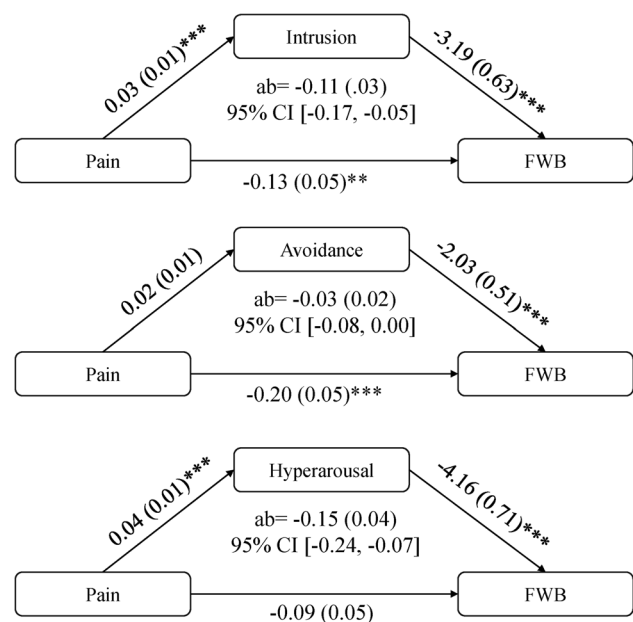 Intrusion
0.03 (0.01)***
-3.19 (0.63)***
ab= -0.11 (.03)
95% CI [-0.17, -0.05]
Pain
FWB
-0.13 (0.05)**
Avoidance
0.02 (0.01)
-2.03 (0.51)***
ab= -0.03 (0.02)
95% CI [-0.08, 0.00]
Pain
FWB
-0.20 (0.05)***
Hyperarousal
0.04 (0.01)***
-4.16 (0.71)***
ab= -0.15 (0.04)
95% CI [-0.24, -0.07]
Pain
FWB
-0.09 (0.05)